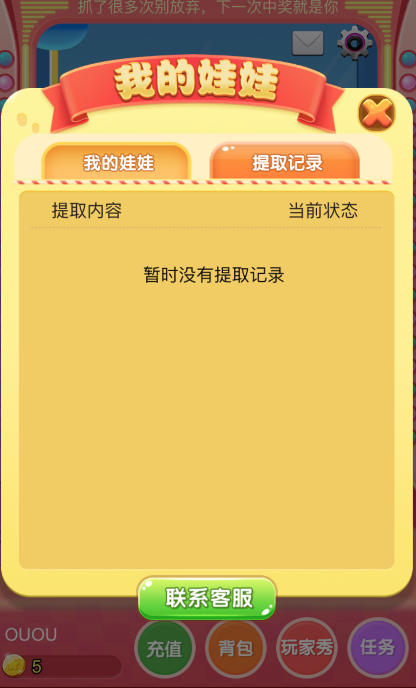 抓了很多次别放弃，下一次中奖就是你
我的娃娃
我的娃娃 提取记录
提取内容 当前状态
暂时没有提取记录
联系客服
OUOU
5
充值 背包 玩家秀 任务